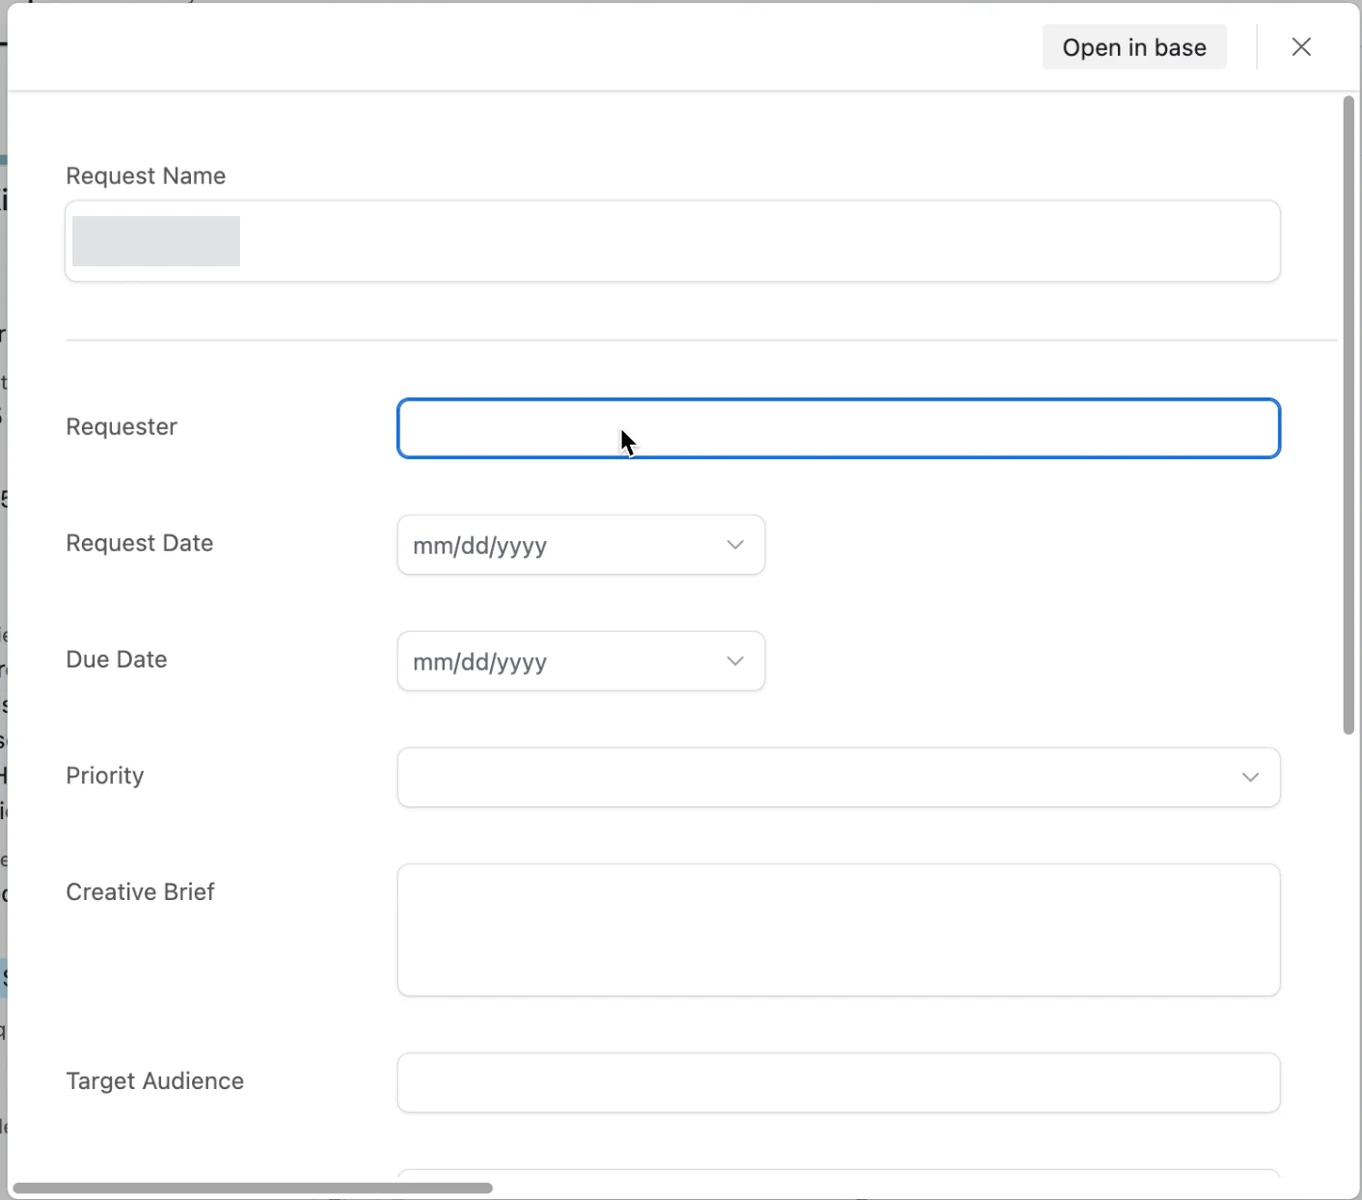 Open in base
Request Name
Requester
Request Date
mm/dd/yyyy
Due Date
mm/dd/yyyy
Priority
Creative Brief
Target Audience